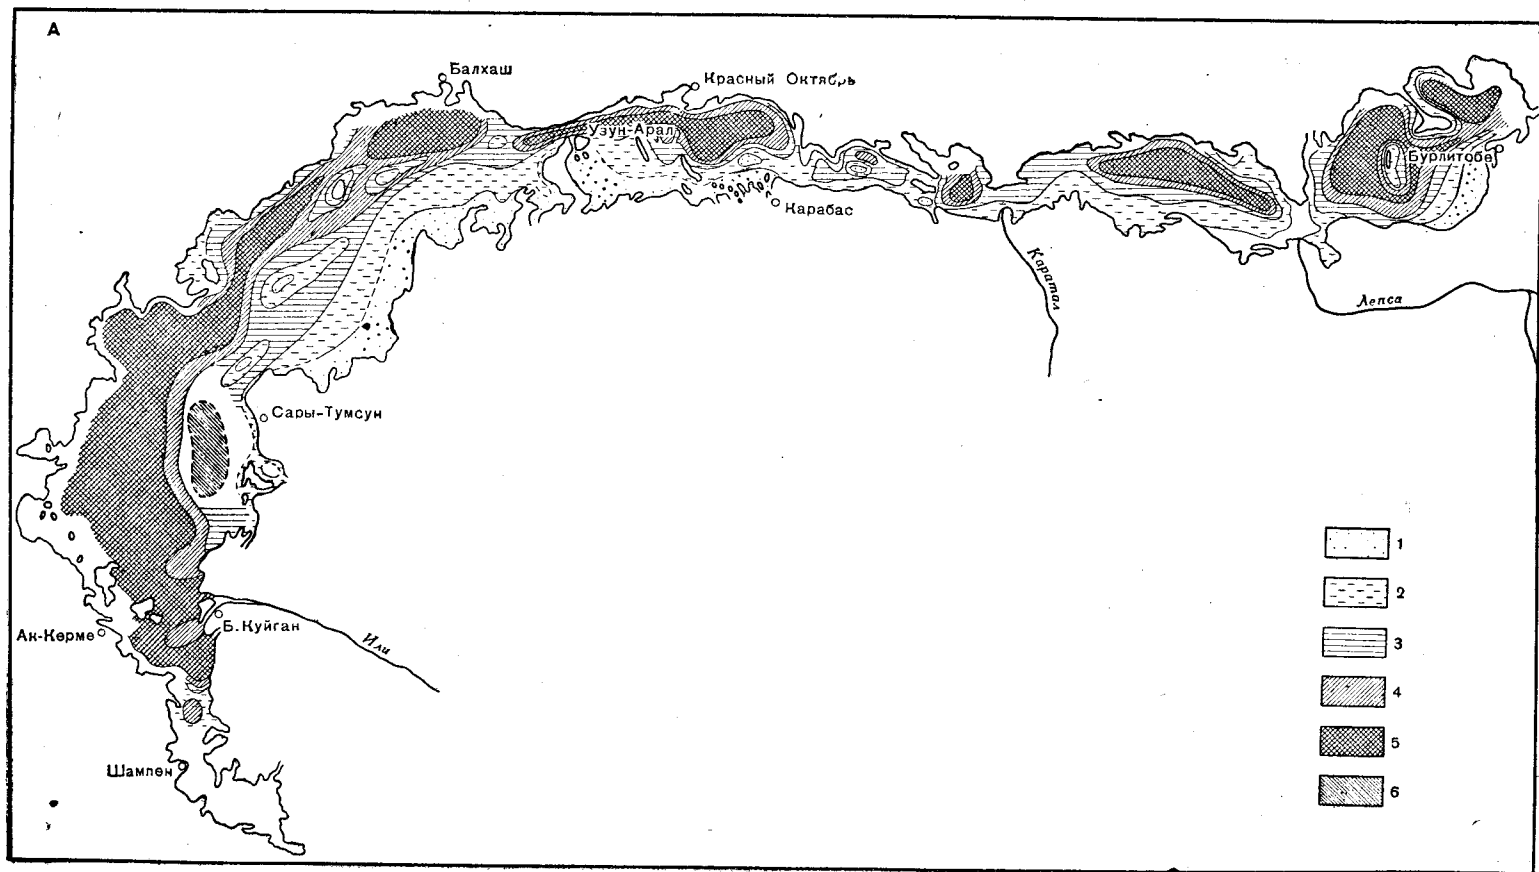 А
Балхаш
Красный Октябрь
Узун-Арал
Бурлитобе
Карабас
Каратал
Лепса
Сары-Тумсун
Ак-Керме
Б.Куйган
Или
Шампен
1
2
3
4
5
6